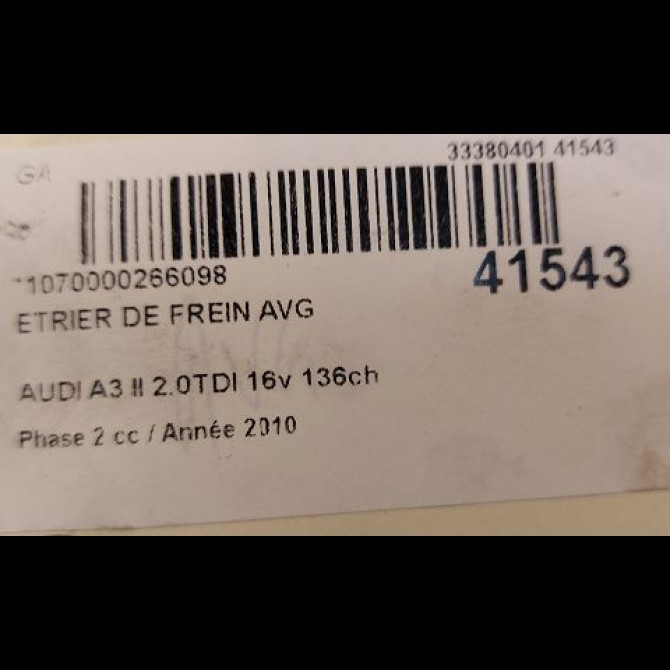 GA
33380401 41543
*1070000266098
41543
ETRIER DE FREIN AVG
AUDI A3 II 2.0TDI 16v 136ch
Phase 2 cc / Année 2010